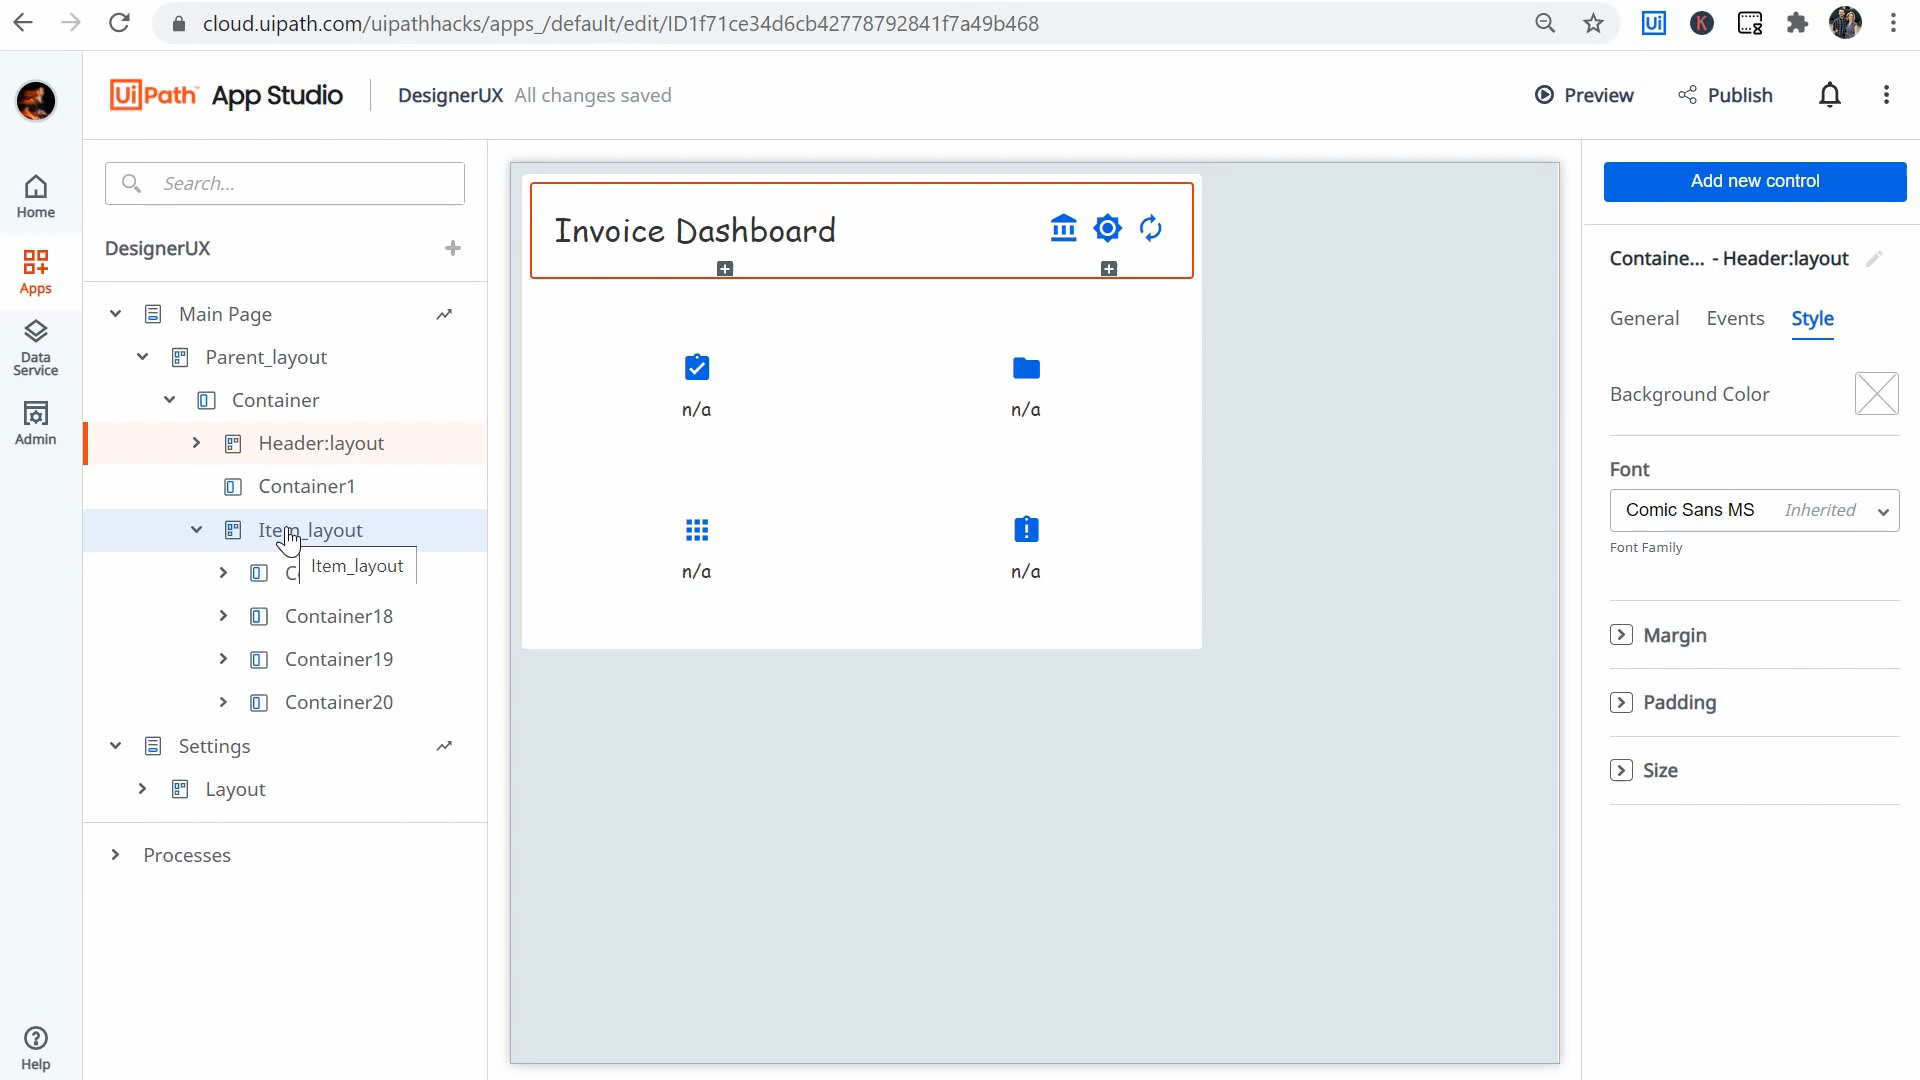 cloud.uipath.com/uipathhacks/apps_/default/edit/ID1f71ce34d6cb42778792841f7a49b468
Ui
K
UiPath™ App Studio
DesignerUX All changes saved
Preview
Publish
Home
Apps
Data
Service
Admin
Help
Search...
DesignerUX
Main Page
Parent_layout
Container
Header:layout
Container1
Item_layout
Item_layout
Container18
Container19
Container20
Settings
Layout
Processes
Invoice Dashboard
n/a
n/a
n/a
n/a
Add new control
Containe... - Header:layout
General Events Style
Background Color
Font
Comic Sans MS Inherited
Font Family
Margin
Padding
Size